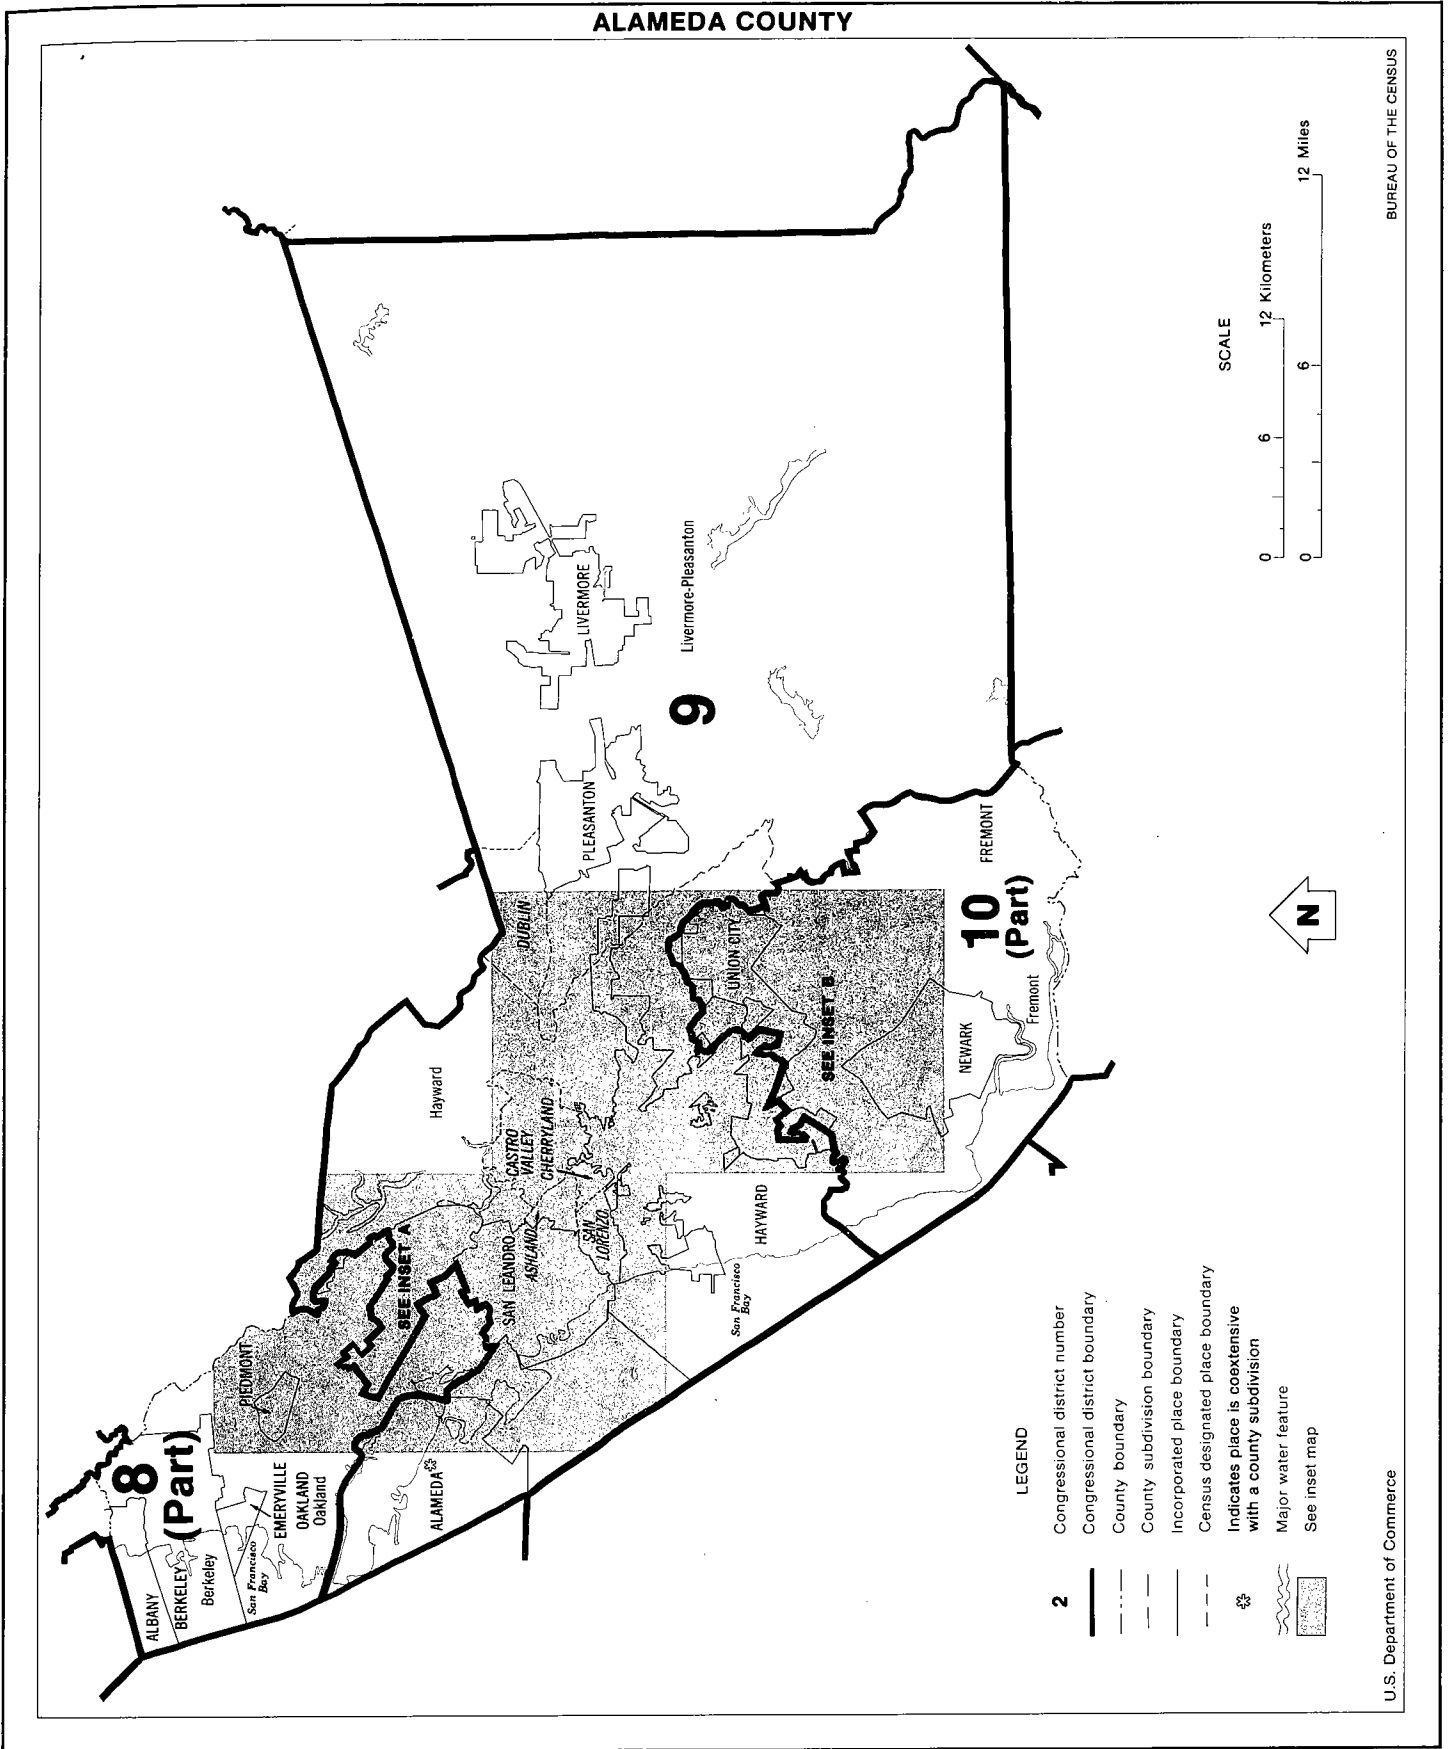 ALAMEDA COUNTY
8
(Part)
ALBANY
BERKELEY
Berkeley
San Francisco
Bay
EMERYVILLE
OAKLAND
Oakland
PIEDMONT
ALAMEDA
SEE INSET A
SAN LEANDRO
ASHLAND
SAN
LORENZO
CASTRO
VALLEY
CHERRYLAND
Hayward
DUBLIN
PLEASANTON
LIVERMORE
Livermore-Pleasanton
9
HAYWARD
San Francisco
Bay
UNION CITY
SEE INSET B
NEWARK
Fremont
10
(Part)
FREMONT
LEGEND
2 Congressional district number
Congressional district boundary
County boundary
County subdivision boundary
Incorporated place boundary
Census designated place boundary
Indicates place is coextensive
with a county subdivision
Major water feature
See inset map
N
SCALE
0 6 12 Kilometers
0 6 12 Miles
U.S. Department of Commerce
BUREAU OF THE CENSUS